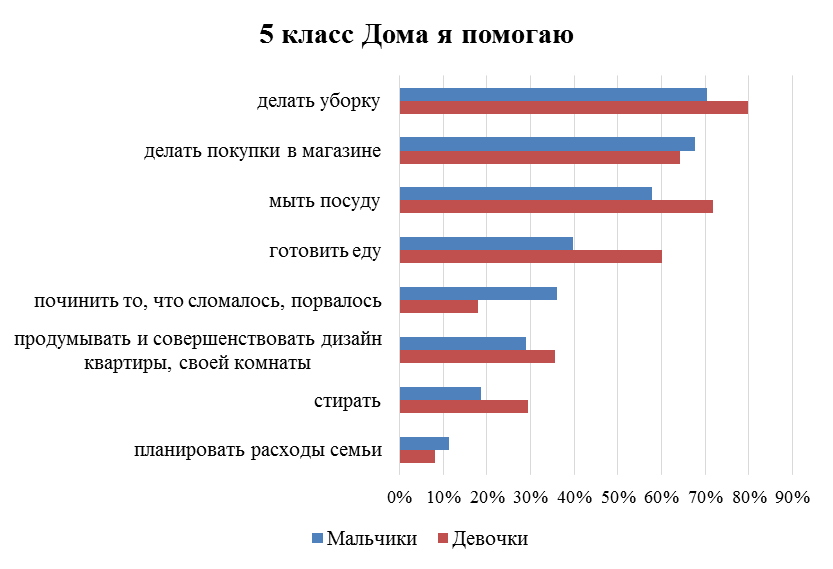 5 класс Дома я помогаю
делать уборку
делать покупки в магазине
мыть посуду
готовить еду
починить то, что сломалось, порвалось
продумывать и совершенствовать дизайн
квартиры, своей комнаты
стирать
планировать расходы семьи
0% 10% 20% 30% 40% 50% 60% 70% 80% 90%
Мальчики Девочки